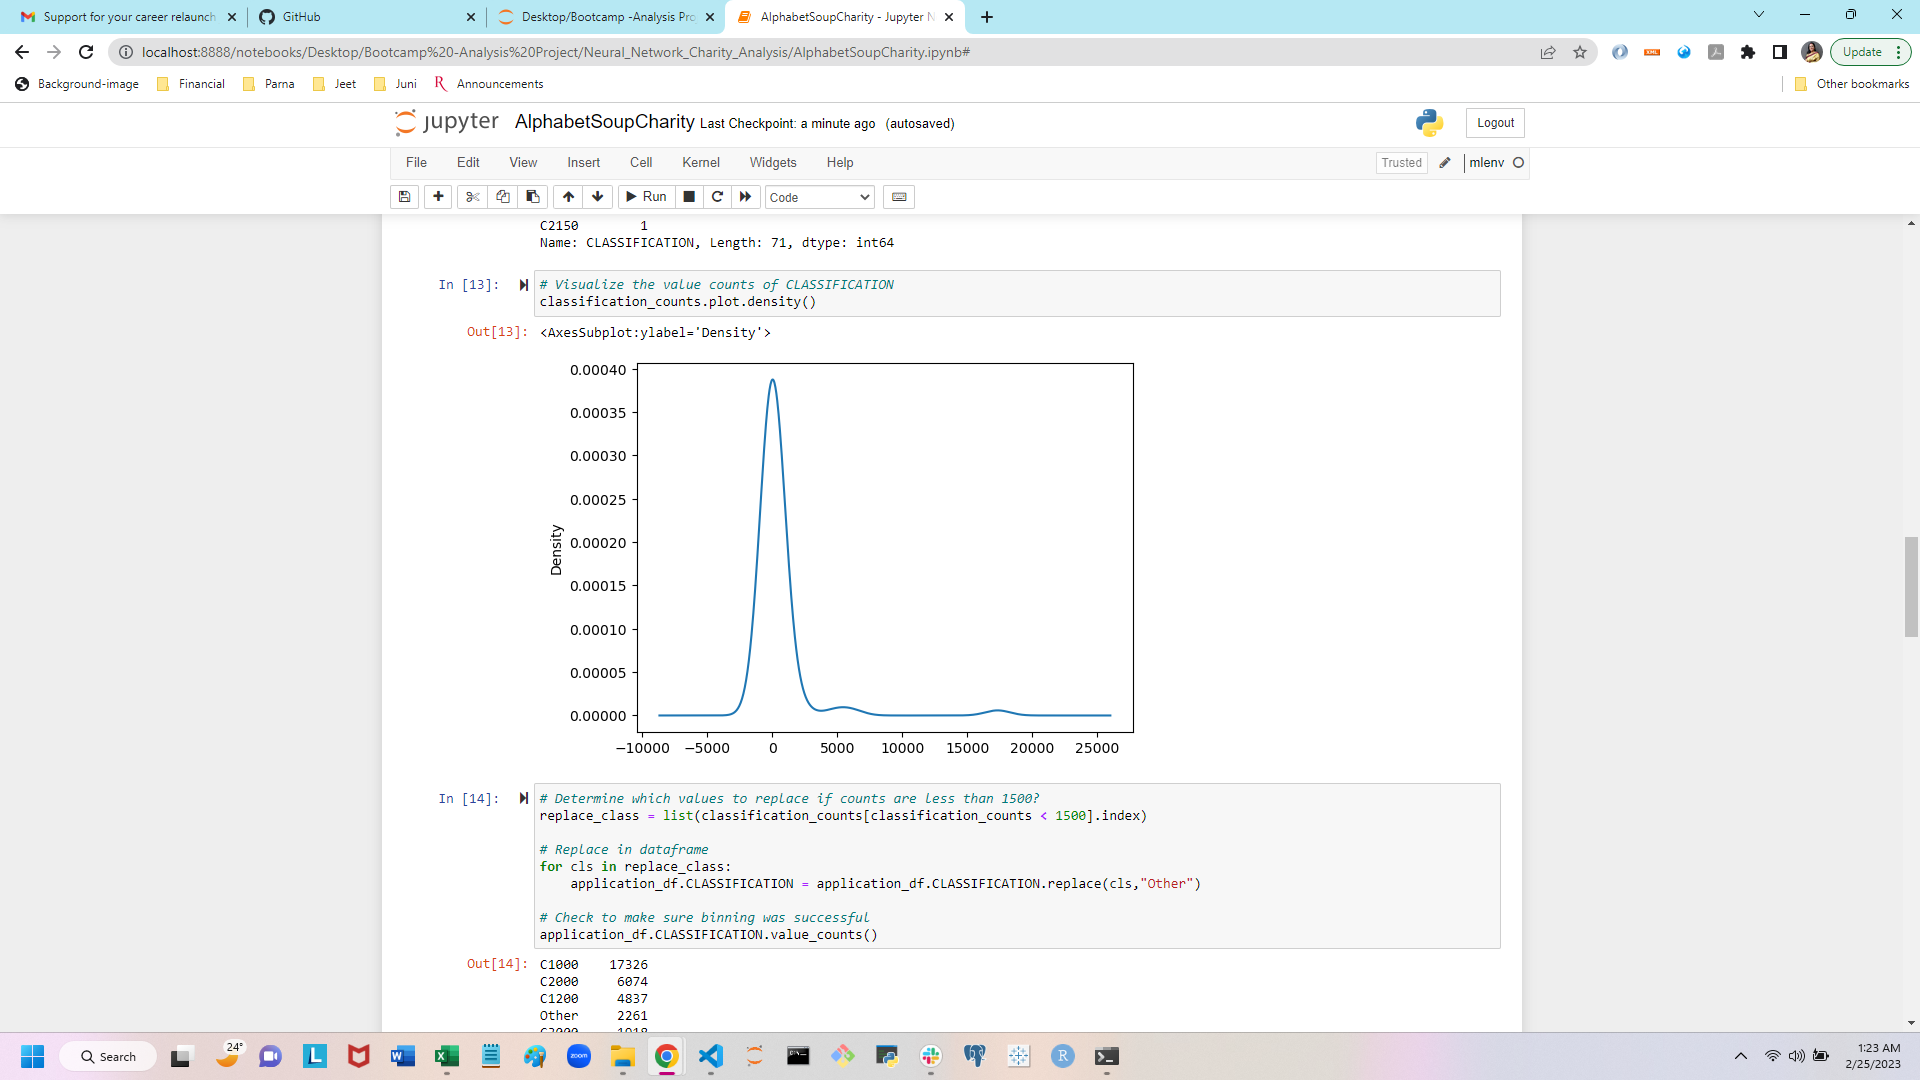 Support for your career relaunch
GitHub
Desktop/Bootcamp -Analysis Pro
AlphabetSoupCharity - Jupyter N
localhost:8888/notebooks/Desktop/Bootcamp%20-Analysis%20Project/Neural_Network_Charity_Analysis/AlphabetSoupCharity.ipynb#
Update
Background-image
Financial
Parna
Jeet
Juni
Announcements
Other bookmarks
jupyter AlphabetSoupCharity Last Checkpoint: a minute ago (autosaved)
Logout
File Edit View Insert Cell Kernel Widgets Help
Trusted
mlenv
Run
Code
C2150 1
Name: CLASSIFICATION, Length: 71, dtype: int64
In [13]:
# Visualize the value counts of CLASSIFICATION
classification_counts.plot.density()
Out[13]: <AxesSubplot:ylabel='Density'>
0.00040
0.00035
0.00030
0.00025
0.00020
0.00015
0.00010
0.00005
0.00000
Density
−10000 −5000 0 5000 10000 15000 20000 25000
In [14]:
# Determine which values to replace if counts are less than 1500?
replace_class = list(classification_counts[classification_counts < 1500].index)
# Replace in dataframe
for cls in replace_class:
application_df.CLASSIFICATION = application_df.CLASSIFICATION.replace(cls,"Other")
# Check to make sure binning was successful
application_df.CLASSIFICATION.value_counts()
Out[14]: C1000 17326
C2000 6074
C1200 4837
Other 2261
Search
24°
zoom
1:23 AM
2/25/2023